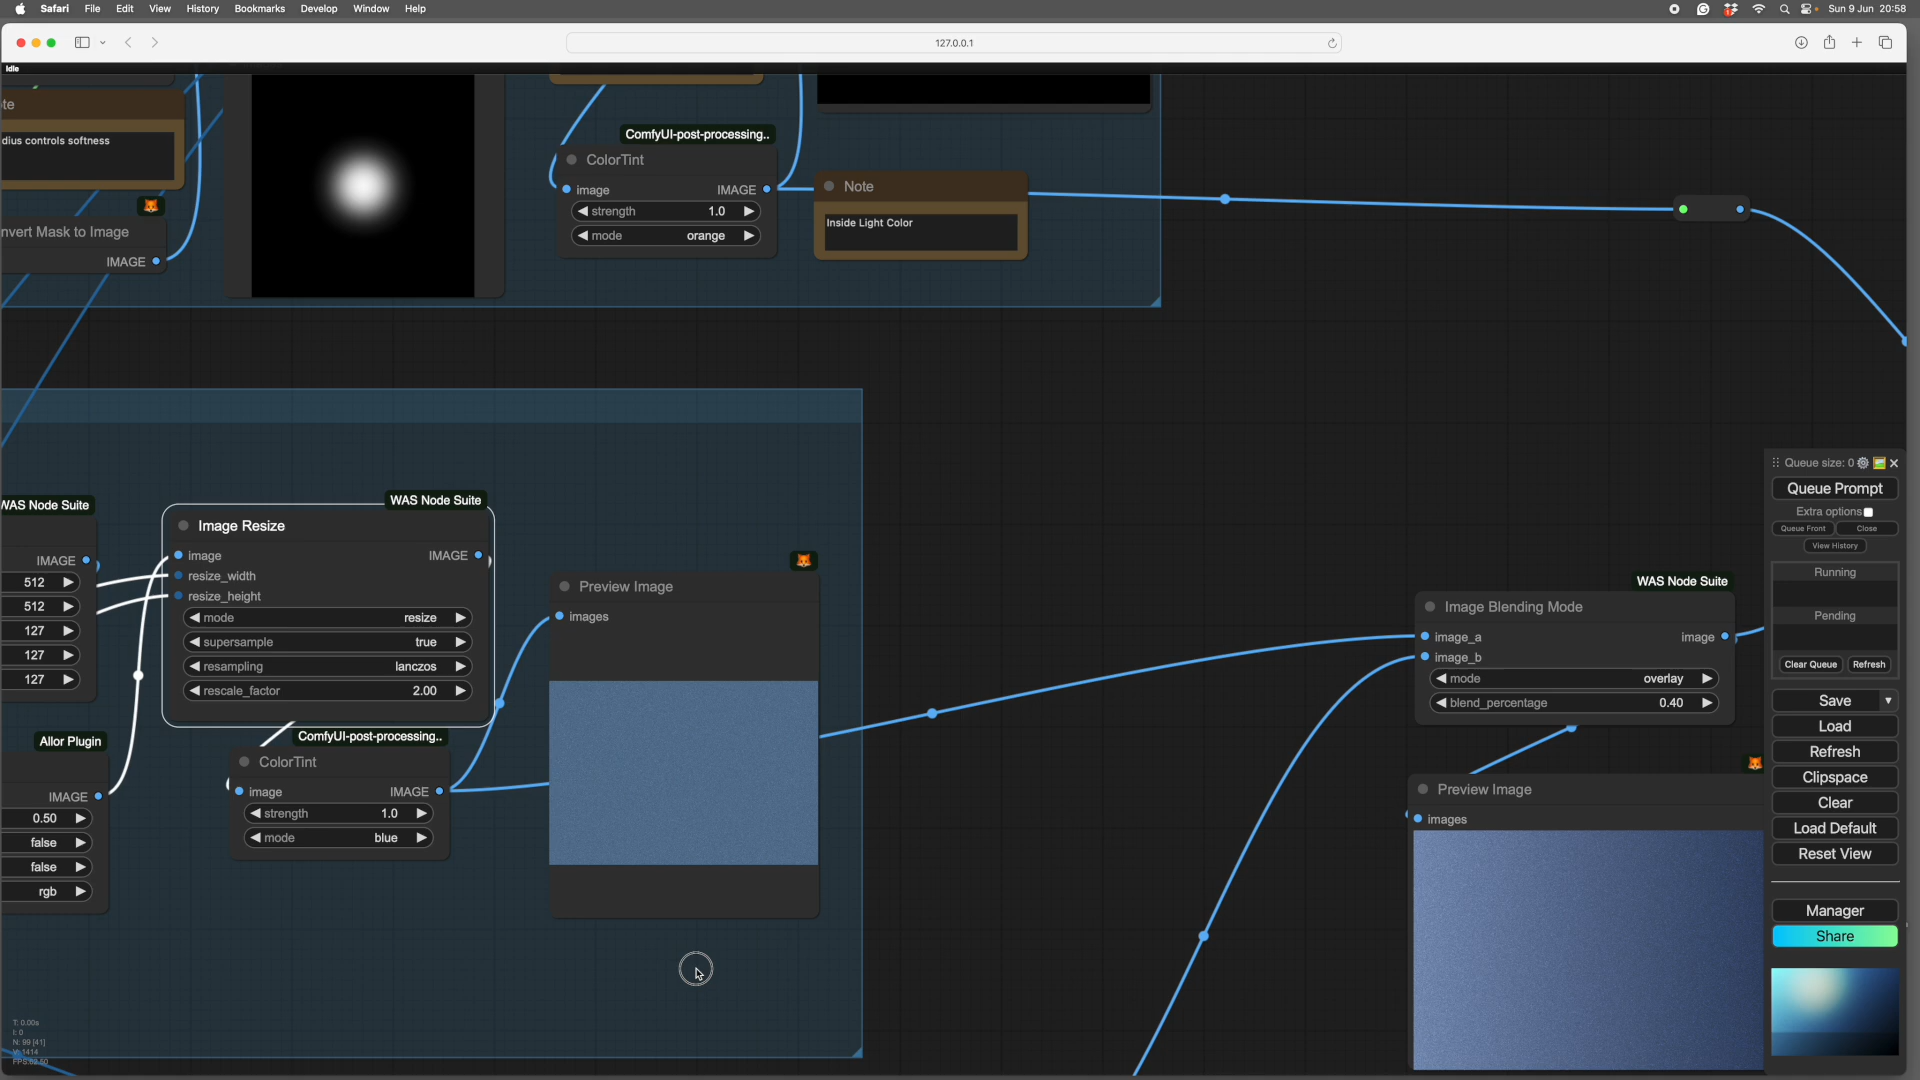 Safari File Edit View History Bookmarks Develop Window Help
Sun 9 Jun 20:58
127.0.0.1
Idle
te
dius controls softness
nvert Mask to Image
IMAGE
ComfyUI-post-processing..
ColorTint
image IMAGE
strength 1.0
mode orange
Note
Inside Light Color
WAS Node Suite
IMAGE
512
512
127
127
127
WAS Node Suite
Image Resize
image IMAGE
resize_width
resize_height
mode resize
supersample true
resampling lanczos
rescale_factor 2.00
Allor Plugin
IMAGE
0.50
false
false
rgb
ComfyUI-post-processing..
ColorTint
image IMAGE
strength 1.0
mode blue
Preview Image
images
WAS Node Suite
Image Blending Mode
image_a image
image_b
mode overlay
blend_percentage 0.40
Preview Image
images
Queue size: 0
Queue Prompt
Extra options
Queue Front Close
View History
Running
Pending
Clear Queue Refresh
Save
Load
Refresh
Clipspace
Clear
Load Default
Reset View
Manager
Share
T: 0.00s
I: 0
N: 99 [41]
V: 1414